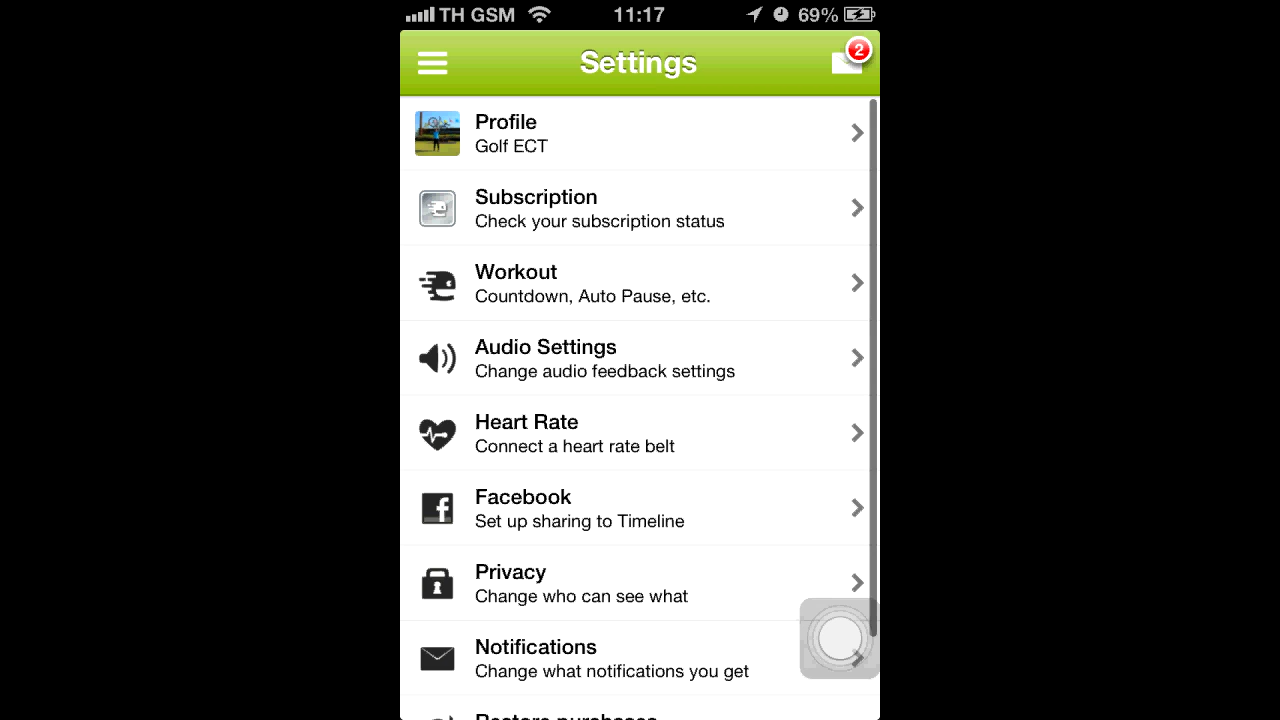 TH GSM 11:17 69%
Settings 2
Profile
Golf ECT
Subscription
Check your subscription status
Workout
Countdown, Auto Pause, etc.
Audio Settings
Change audio feedback settings
Heart Rate
Connect a heart rate belt
Facebook
Set up sharing to Timeline
Privacy
Change who can see what
Notifications
Change what notifications you get
Restore purchases